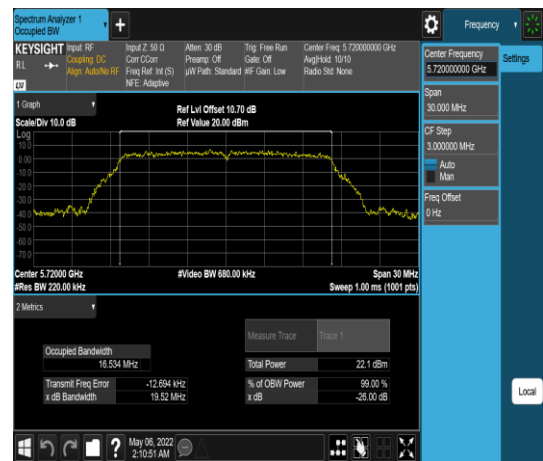 Spectrum Analyzer 1
Occupied BW
Frequency
KEYSIGHT
RL
Input: RF
Coupling: DC
Align: Auto/No RF
Input Z: 50 Ω
Corr CCorr
Freq Ref: Int (S)
NFE: Adaptive
Atten: 30 dB
Preamp: Off
µW Path: Standard
Trig: Free Run
Gate: Off
#IF Gain: Low
Center Freq: 5.720000000 GHz
Avg|Hold: 10/10
Radio Std: None
Center Frequency
5.720000000 GHz
Settings
Span
30.000 MHz
CF Step
3.000000 MHz
Auto
Man
Freq Offset
0 Hz
Local
1 Graph
Scale/Div 10.0 dB
Ref Lvl Offset 10.70 dB
Ref Value 20.00 dBm
Log
10.0
0.00
-10.0
-20.0
-30.0
-40.0
-50.0
-60.0
-70.0
Center 5.72000 GHz
#Video BW 680.00 kHz
Span 30 MHz
#Res BW 220.00 kHz
Sweep 1.00 ms (1001 pts)
2 Metrics
Measure Trace
Trace 1
Occupied Bandwidth
16.534 MHz
Total Power
22.1 dBm
Transmit Freq Error
-12.694 kHz
% of OBW Power
99.00 %
x dB Bandwidth
19.52 MHz
x dB
-26.00 dB
?
May 06, 2022
2:10:51 AM